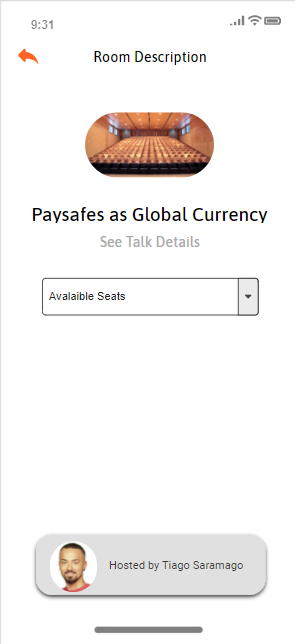 9:31
Room Description
Paysafes as Global Currency
See Talk Details
Avalaible Seats
Hosted by Tiago Saramago